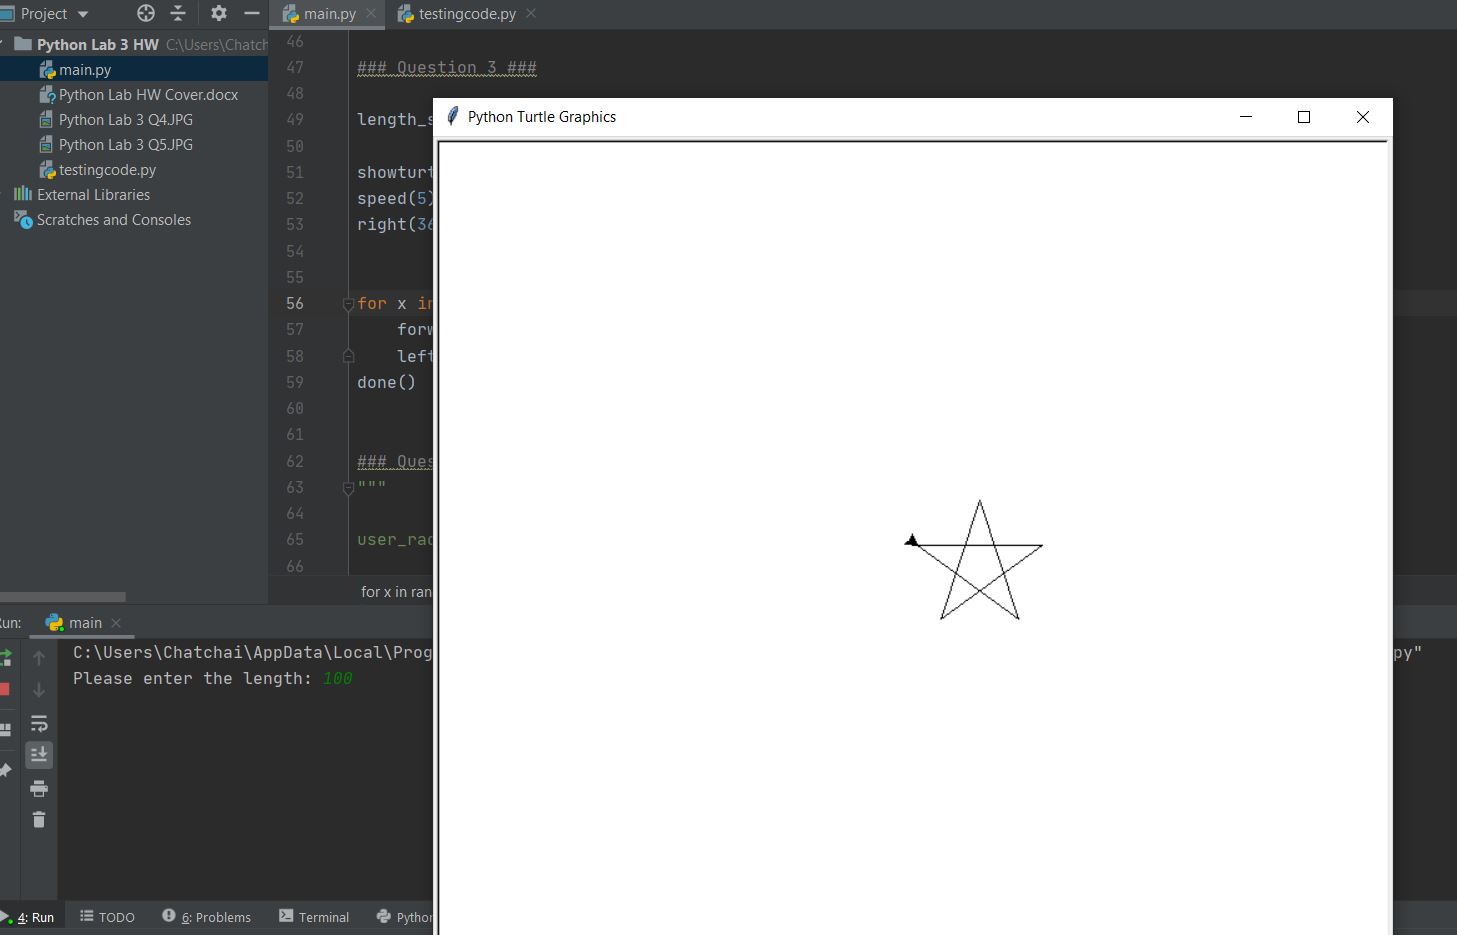 Project
main.py
testingcode.py
Python Lab 3 HW C:\Users\Chatch
main.py
Python Lab HW Cover.docx
Python Lab 3 Q4.JPG
Python Lab 3 Q5.JPG
testingcode.py
External Libraries
Scratches and Consoles
46
47 ### Question 3 ###
48
49 length_s
50
51 showturt
52 speed(5)
53 right(36
54
55
56 for x in
57 forw
58 left
59 done()
60
61
62 ### Ques
63 """
64
65 user_rad
66
for x in ran
Python Turtle Graphics
Run:
main
C:\Users\Chatchai\AppData\Local\Prog
py"
Please enter the length: 100
4: Run
TODO
6: Problems
Terminal
Python